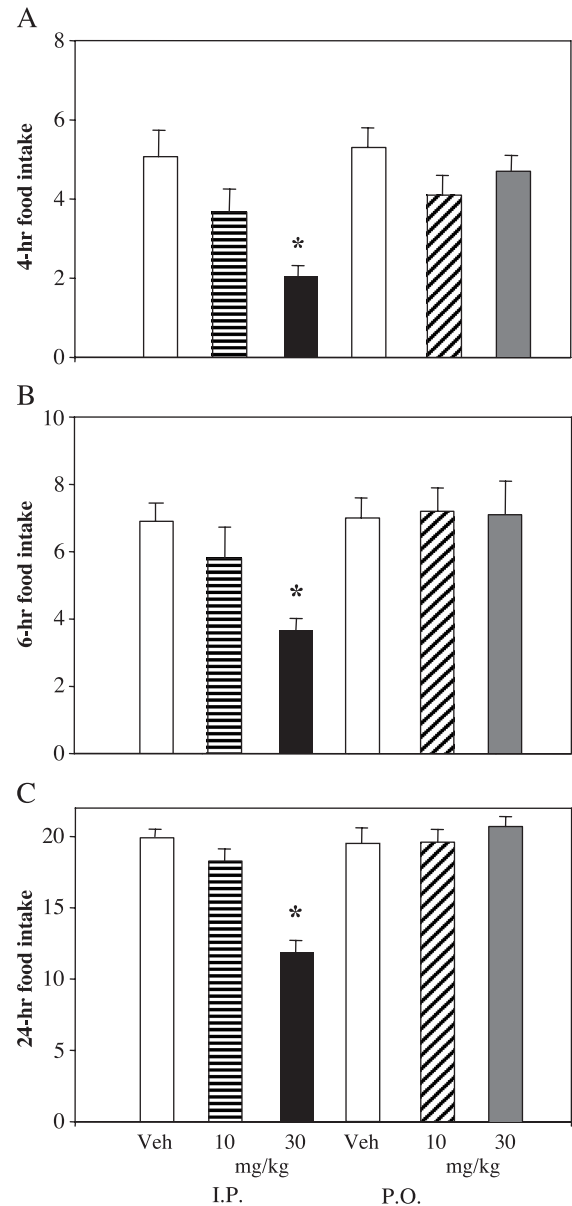 A
8
6
4
2
0
4-hr food intake
*
B
10
8
6
4
2
0
6-hr food intake
*
C
20
15
10
5
0
24-hr food intake
*
Veh 10 30 Veh 10 30
mg/kg mg/kg
I.P. P.O.